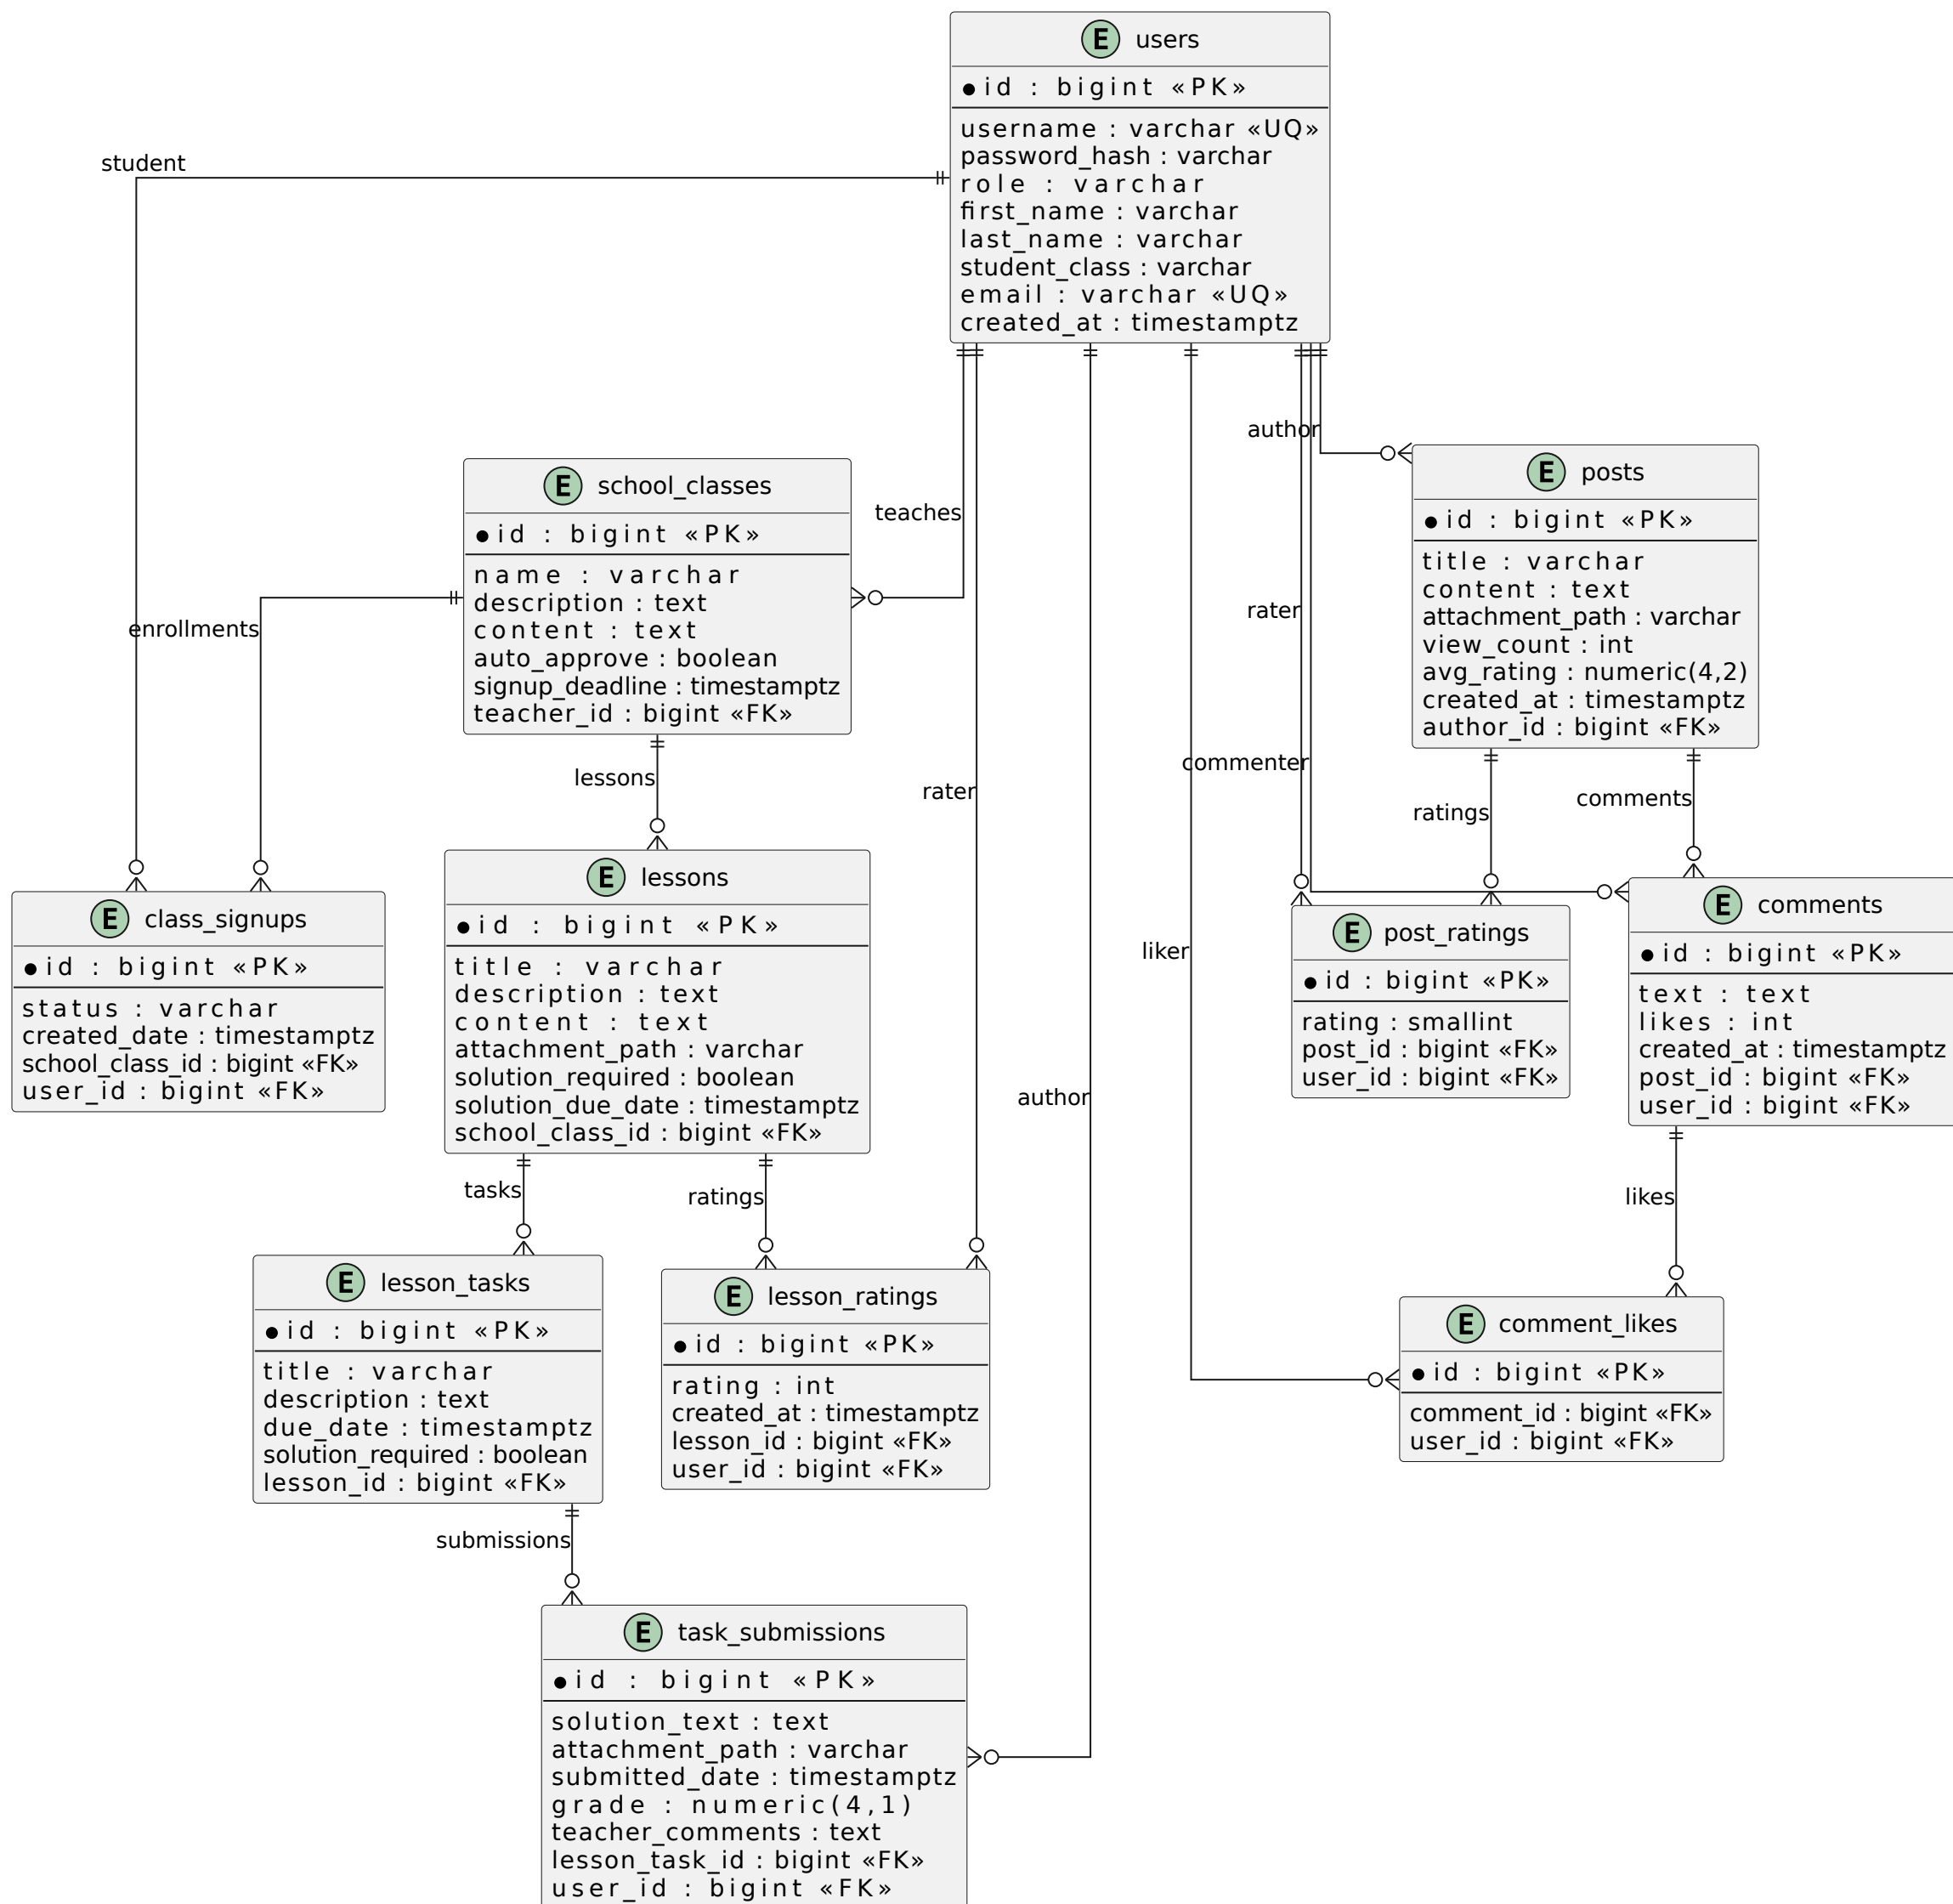 E users
id : bigint «PK»
username : varchar «UQ»
password_hash : varchar
role : varchar
first_name : varchar
last_name : varchar
student_class : varchar
email : varchar «UQ»
created_at : timestamptz
student
author
teaches
E school_classes
id : bigint «PK»
name : varchar
description : text
content : text
auto_approve : boolean
signup_deadline : timestamptz
teacher_id : bigint «FK»
E posts
id : bigint «PK»
title : varchar
content : text
attachment_path : varchar
view_count : int
avg_rating : numeric(4,2)
created_at : timestamptz
author_id : bigint «FK»
enrollments
rater
lessons
rater
commenter
ratings
comments
E class_signups
id : bigint «PK»
status : varchar
created_date : timestamptz
school_class_id : bigint «FK»
user_id : bigint «FK»
E lessons
id : bigint «PK»
title : varchar
description : text
content : text
attachment_path : varchar
solution_required : boolean
solution_due_date : timestamptz
school_class_id : bigint «FK»
liker
author
E post_ratings
id : bigint «PK»
rating : smallint
post_id : bigint «FK»
user_id : bigint «FK»
E comments
id : bigint «PK»
text : text
likes : int
created_at : timestamptz
post_id : bigint «FK»
user_id : bigint «FK»
tasks
ratings
likes
E lesson_tasks
id : bigint «PK»
title : varchar
description : text
due_date : timestamptz
solution_required : boolean
lesson_id : bigint «FK»
E lesson_ratings
id : bigint «PK»
rating : int
created_at : timestamptz
lesson_id : bigint «FK»
user_id : bigint «FK»
E comment_likes
id : bigint «PK»
comment_id : bigint «FK»
user_id : bigint «FK»
submissions
E task_submissions
id : bigint «PK»
solution_text : text
attachment_path : varchar
submitted_date : timestamptz
grade : numeric(4,1)
teacher_comments : text
lesson_task_id : bigint «FK»
user_id : bigint «FK»